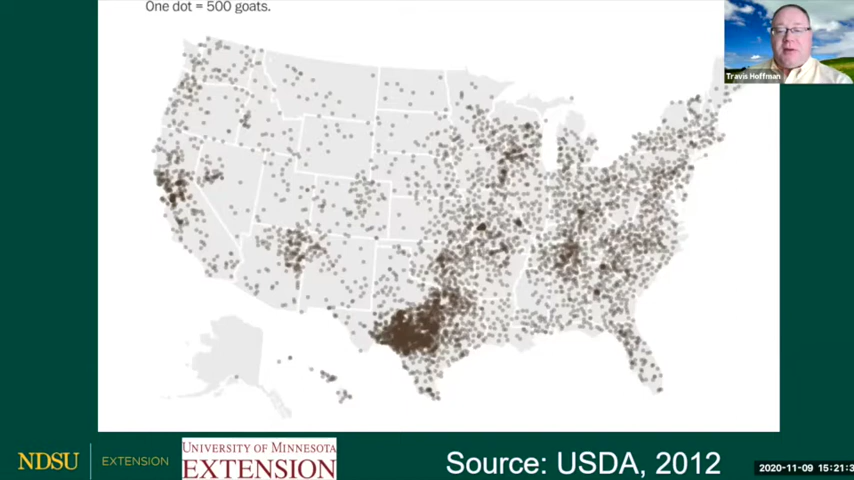 One dot = 500 goats.
Travis Hoffman
NDSU
EXTENSION
UNIVERSITY OF MINNESOTA
EXTENSION
Source: USDA, 2012
2020-11-09 15:21:3